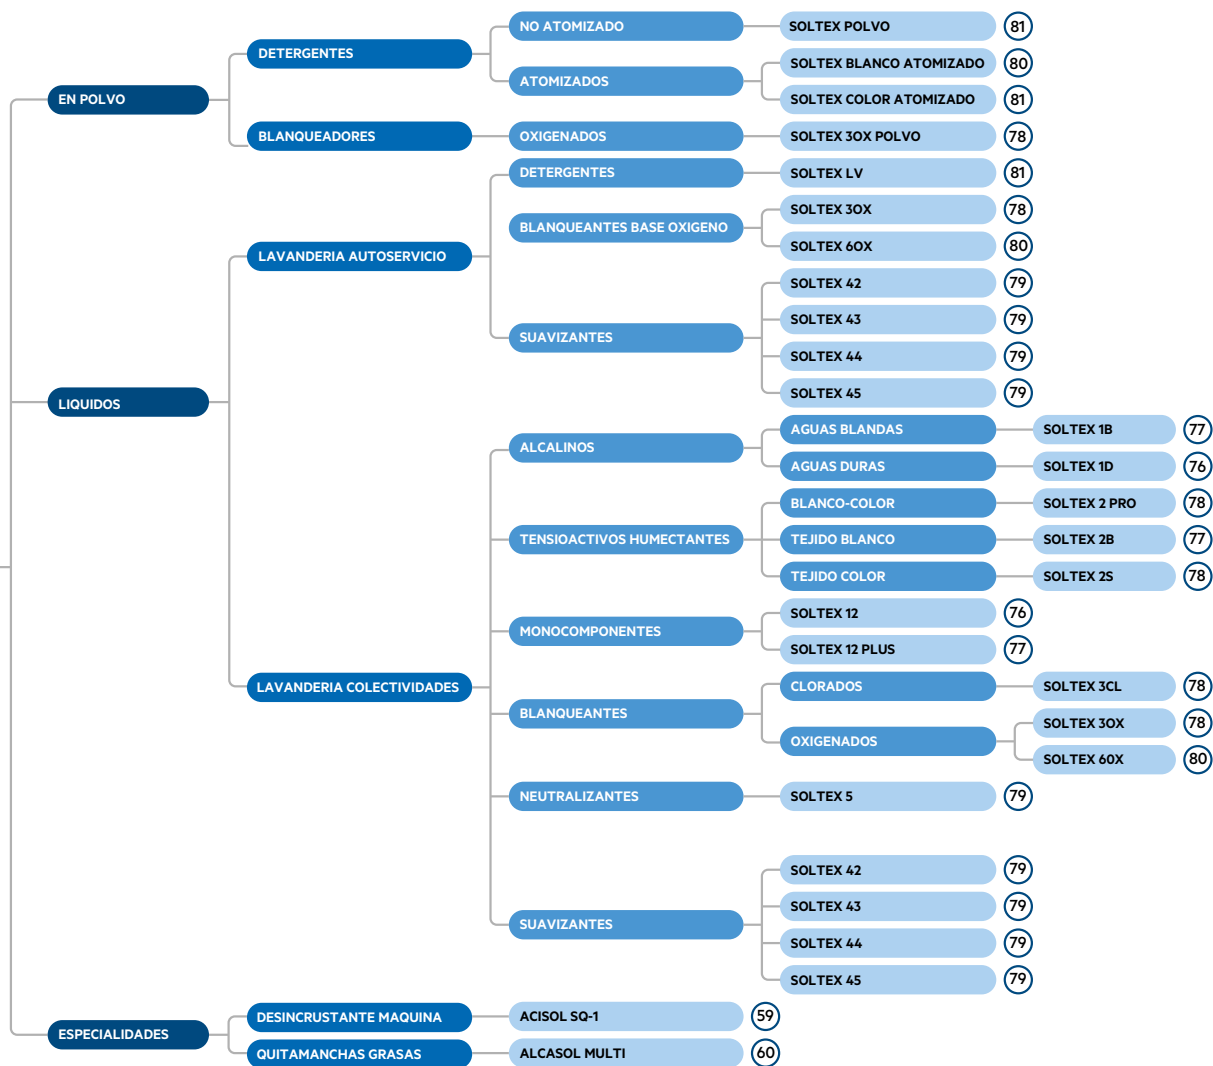 NO ATOMIZADO
SOLTEX POLVO
81
DETERGENTES
SOLTEX BLANCO ATOMIZADO
80
ATOMIZADOS
EN POLVO
SOLTEX COLOR ATOMIZADO
81
BLANQUEADORES
OXIGENADOS
SOLTEX 3OX POLVO
78
DETERGENTES
SOLTEX LV
81
SOLTEX 3OX
78
BLANQUEANTES BASE OXIGENO
LAVANDERIA AUTOSERVICIO
SOLTEX 6OX
80
SOLTEX 42
79
SOLTEX 43
79
SUAVIZANTES
SOLTEX 44
79
SOLTEX 45
79
LIQUIDOS
AGUAS BLANDAS
SOLTEX 1B
77
ALCALINOS
AGUAS DURAS
SOLTEX 1D
76
BLANCO-COLOR
SOLTEX 2 PRO
78
TENSIOACTIVOS HUMECTANTES
TEJIDO BLANCO
SOLTEX 2B
77
TEJIDO COLOR
SOLTEX 2S
78
SOLTEX 12
76
MONOCOMPONENTES
SOLTEX 12 PLUS
77
LAVANDERIA COLECTIVIDADES
CLORADOS
SOLTEX 3CL
78
BLANQUEANTES
SOLTEX 3OX
78
OXIGENADOS
SOLTEX 60X
80
NEUTRALIZANTES
SOLTEX 5
79
SOLTEX 42
79
SOLTEX 43
79
SUAVIZANTES
SOLTEX 44
79
SOLTEX 45
79
DESINCRUSTANTE MAQUINA
ACISOL SQ-1
59
ESPECIALIDADES
QUITAMANCHAS GRASAS
ALCASOL MULTI
60